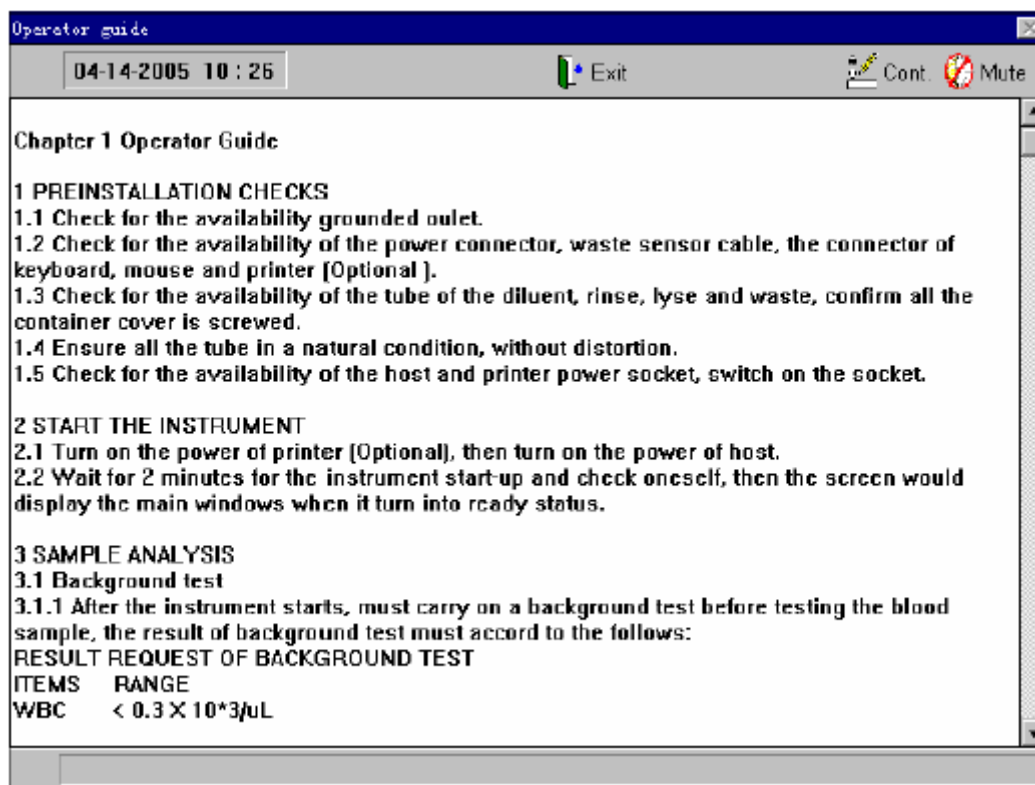 Operator guide
04-14-2005 10 : 26
Exit
Cont.
Mute
Chapter 1 Operator Guide
1 PREINSTALLATION CHECKS
1.1 Check for the availability grounded oulet.
1.2 Check for the availability of the power connector, waste sensor cable, the connector of
keyboard, mouse and printer (Optional ).
1.3 Check for the availability of the tube of the diluent, rinse, lyse and waste, confirm all the
container cover is screwed.
1.4 Ensure all the tube in a natural condition, without distortion.
1.5 Check for the availability of the host and printer power socket, switch on the socket.
2 START THE INSTRUMENT
2.1 Turn on the power of printer (Optional), then turn on the power of host.
2.2 Wait for 2 minutes for the instrument start-up and check oneself, then the screen would
display the main windows when it turn into ready status.
3 SAMPLE ANALYSIS
3.1 Background test
3.1.1 After the instrument starts, must carry on a background test before testing the blood
sample, the result of background test must accord to the follows:
RESULT REQUEST OF BACKGROUND TEST
ITEMS RANGE
WBC < 0.3 X 10*3/uL